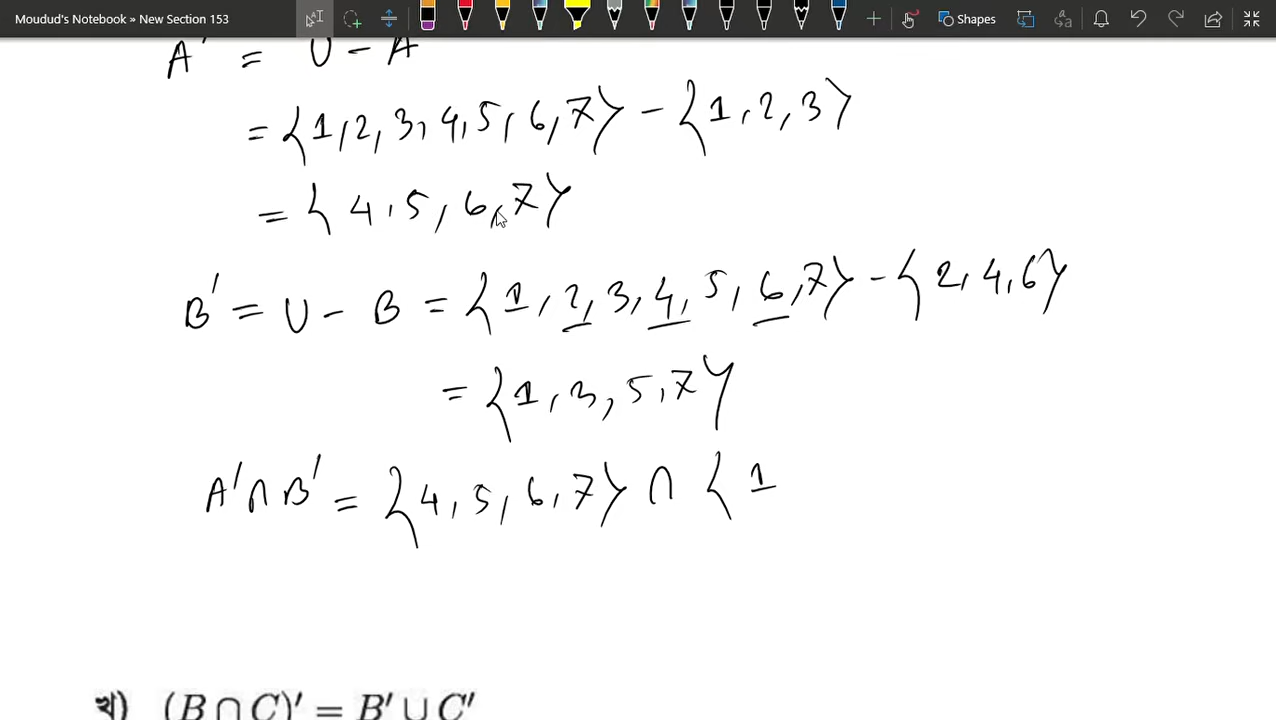 Moudud's Notebook » New Section 153
Shapes
A' = U - A
= {1,2,3,4,5,6,7} - {1,2,3}
= {4,5,6,7}
B' = U - B = {1,2,3,4,5,6,7} - {2,4,6}
= {1,3,5,7}
A'∩B' = {4,5,6,7} ∩ {1
খ) (B ∩ C)' = B' ∪ C'